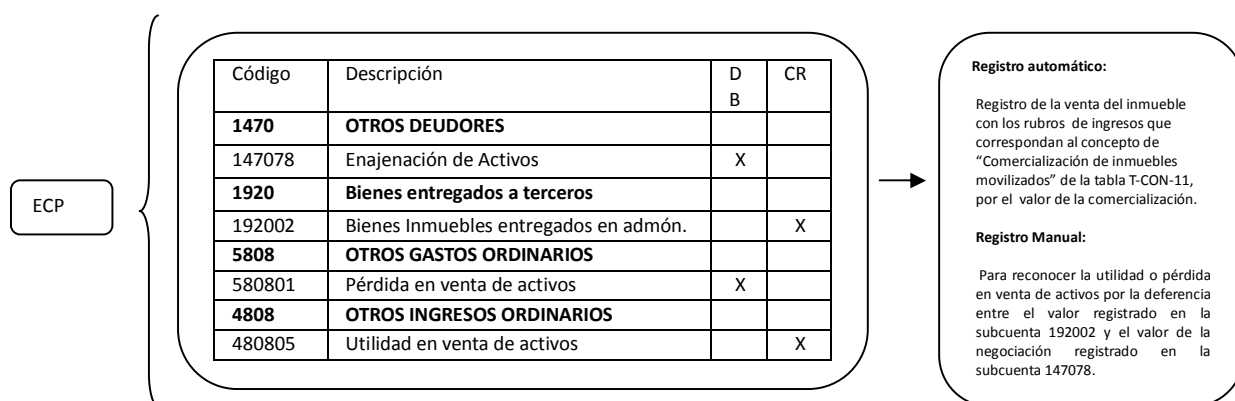 ECP
Código Descripción D B CR
1470 OTROS DEUDORES
147078 Enajenación de Activos X
1920 Bienes entregados a terceros
192002 Bienes Inmuebles entregados en admón. X
5808 OTROS GASTOS ORDINARIOS
580801 Pérdida en venta de activos X
4808 OTROS INGRESOS ORDINARIOS
480805 Utilidad en venta de activos X
Registro automático:
Registro de la venta del inmueble
con los rubros de ingresos que
correspondan al concepto de
“Comercialización de inmuebles
movilizados” de la tabla T-CON-11,
por el valor de la comercialización.
Registro Manual:
Para reconocer la utilidad o pérdida
en venta de activos por la deferencia
entre el valor registrado en la
subcuenta 192002 y el valor de la
negociación registrado en la
subcuenta 147078.